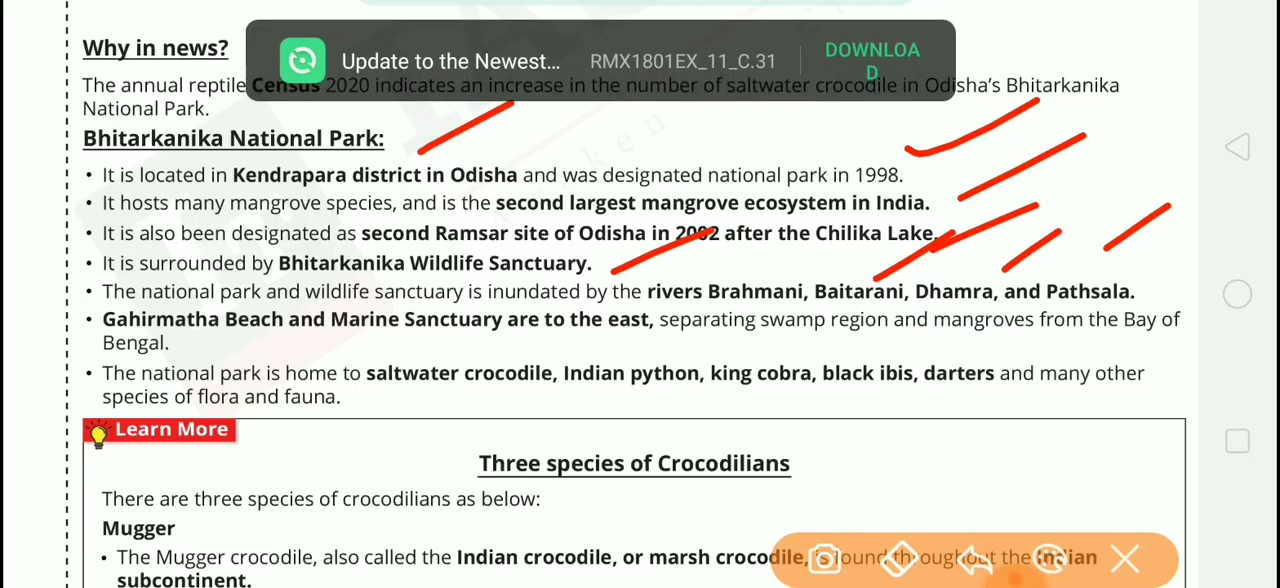 Why in news?
Update to the Newest...
RMX1801EX_11_C.31
DOWNLOA
D
The annual reptile Census 2020 indicates an increase in the number of saltwater crocodile in Odisha's Bhitarkanika
National Park.
Bhitarkanika National Park:
• It is located in Kendrapara district in Odisha and was designated national park in 1998.
• It hosts many mangrove species, and is the second largest mangrove ecosystem in India.
• It is also been designated as second Ramsar site of Odisha in 2002 after the Chilika Lake.
• It is surrounded by Bhitarkanika Wildlife Sanctuary.
• The national park and wildlife sanctuary is inundated by the rivers Brahmani, Baitarani, Dhamra, and Pathsala.
• Gahirmatha Beach and Marine Sanctuary are to the east, separating swamp region and mangroves from the Bay of
Bengal.
• The national park is home to saltwater crocodile, Indian python, king cobra, black ibis, darters and many other
species of flora and fauna.
Learn More
Three species of Crocodilians
There are three species of crocodilians as below:
Mugger
• The Mugger crocodile, also called the Indian crocodile, or marsh crocodile, is found throughout the Indian
subcontinent.